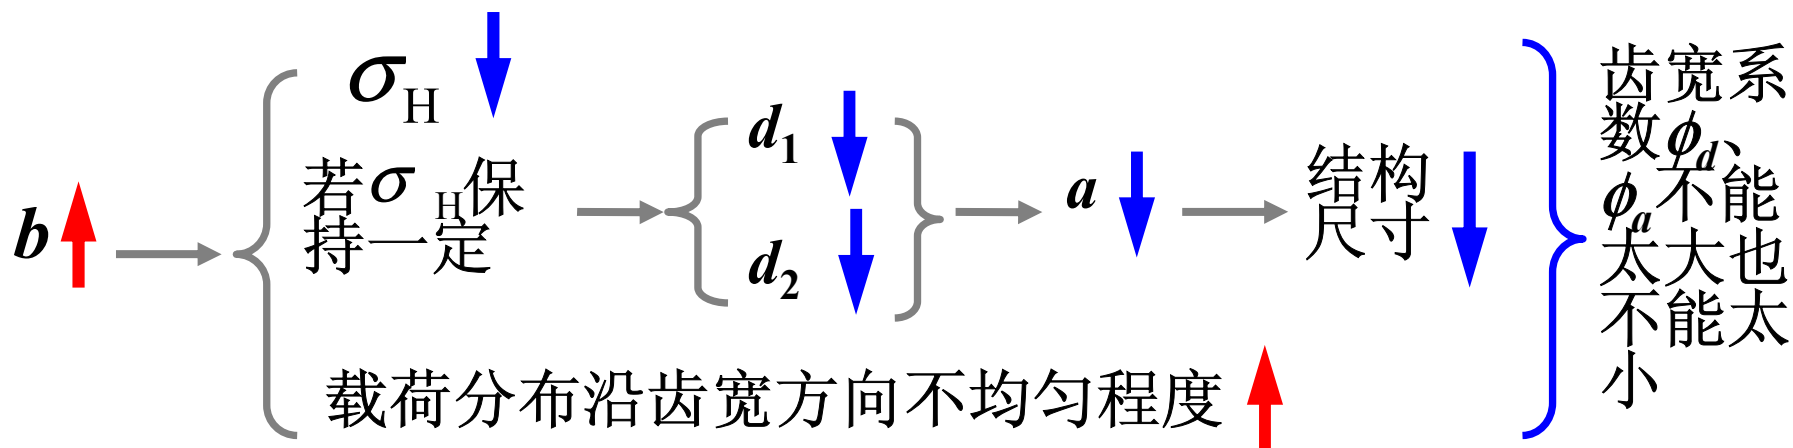 b
σH
若σH保
持一定
d1
d2
a
结构
尺寸
载荷分布沿齿宽方向不均匀程度
齿宽系
数ϕd、
ϕa不能
太大也
不能太
小